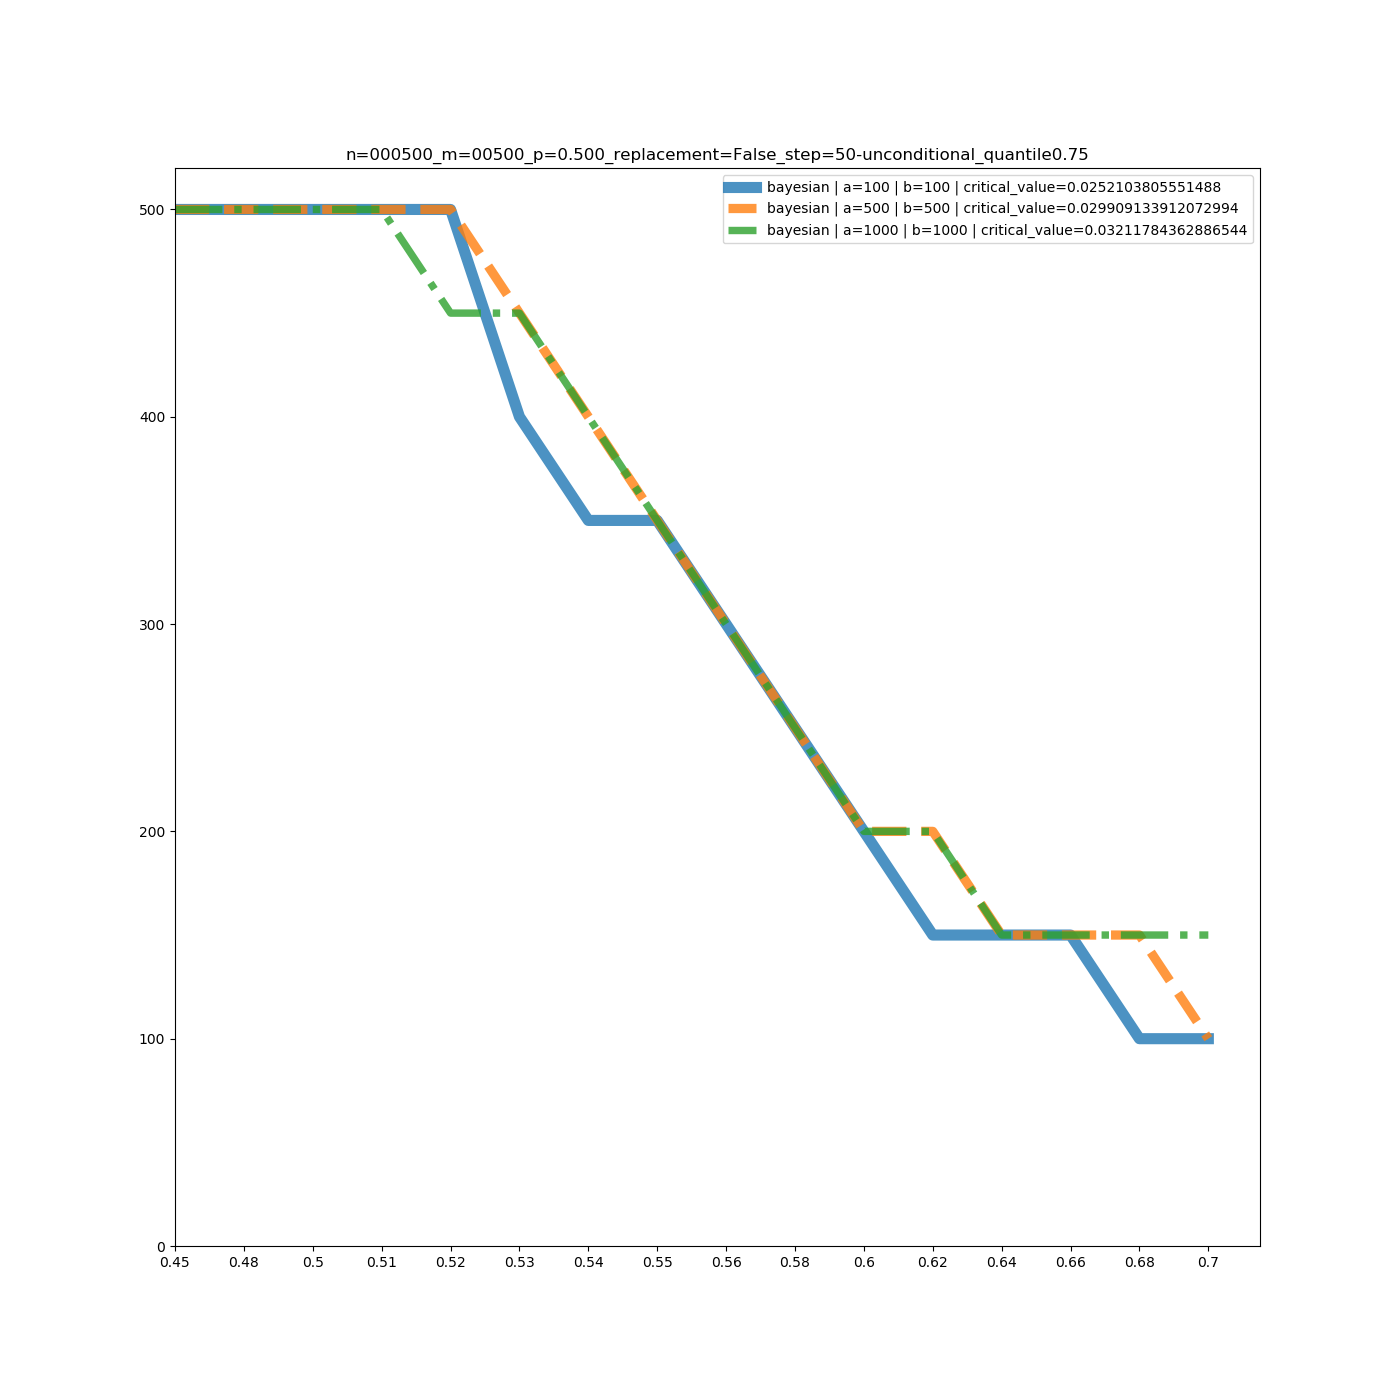 n=000500_m=00500_p=0.500_replacement=False_step=50-unconditional_quantile0.75
bayesian | a=100 | b=100 | critical_value=0.0252103805551488
bayesian | a=500 | b=500 | critical_value=0.029909133912072994
bayesian | a=1000 | b=1000 | critical_value=0.03211784362886544
500
400
300
200
100
0
0.45 0.48 0.5 0.51 0.52 0.53 0.54 0.55 0.56 0.58 0.6 0.62 0.64 0.66 0.68 0.7